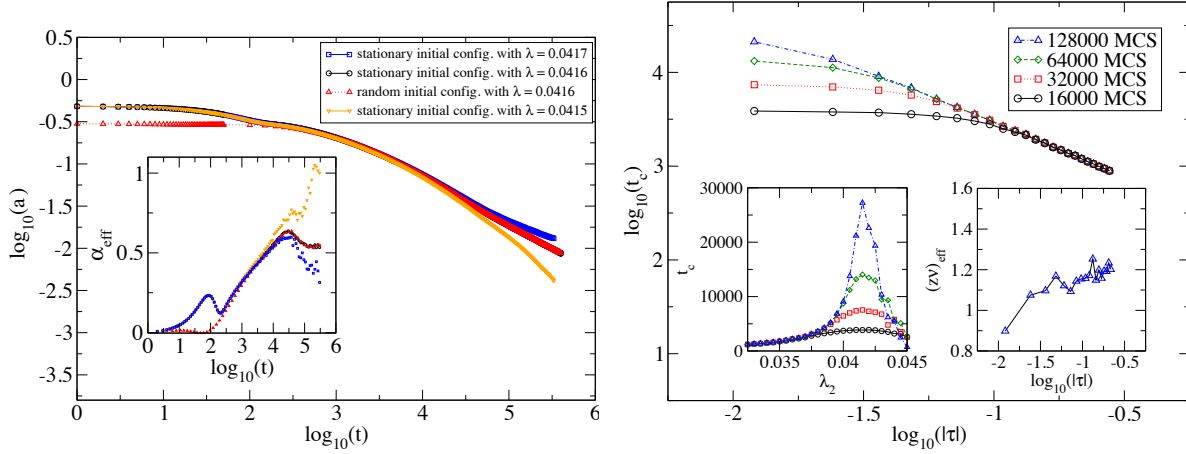 0.5
0
-0.5
-1
-1.5
-2
-2.5
-3
-3.5
log10(a)
0
1
2
3
4
5
6
log10(t)
stationary initial config. with λ = 0.0417
stationary initial config. with λ = 0.0416
random initial config. with λ = 0.0416
stationary initial config. with λ = 0.0415
1
0.5
0
αeff
0
1
2
3
4
5
6
log10(t)
4
3
2
1
log10(tc)
-2
-1.5
-1
-0.5
log10(|τ|)
128000 MCS
64000 MCS
32000 MCS
16000 MCS
30000
20000
10000
0
tc
0.035
0.04
0.045
λ2
1.6
1.4
1.2
1
0.8
(zν)eff
-2
-1.5
-1
-0.5
0
log10(|τ|)